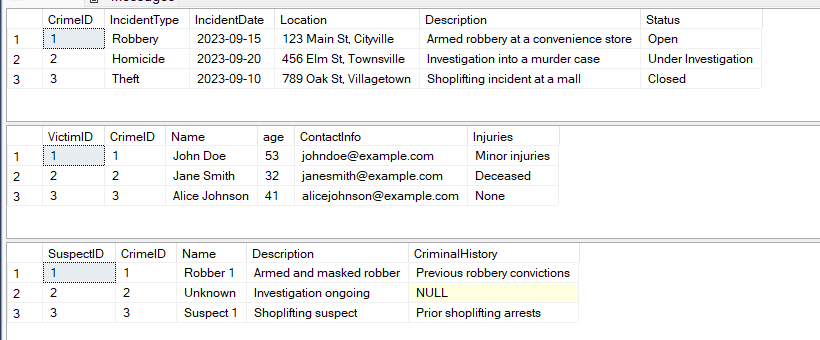 Messages
CrimeID IncidentType IncidentDate Location Description Status
1 1 Robbery 2023-09-15 123 Main St, Cityville Armed robbery at a convenience store Open
2 2 Homicide 2023-09-20 456 Elm St, Townsville Investigation into a murder case Under Investigation
3 3 Theft 2023-09-10 789 Oak St, Villagetown Shoplifting incident at a mall Closed
VictimID CrimeID Name age ContactInfo Injuries
1 1 1 John Doe 53 johndoe@example.com Minor injuries
2 2 2 Jane Smith 32 janesmith@example.com Deceased
3 3 3 Alice Johnson 41 alicejohnson@example.com None
SuspectID CrimeID Name Description CriminalHistory
1 1 1 Robber 1 Armed and masked robber Previous robbery convictions
2 2 2 Unknown Investigation ongoing NULL
3 3 3 Suspect 1 Shoplifting suspect Prior shoplifting arrests